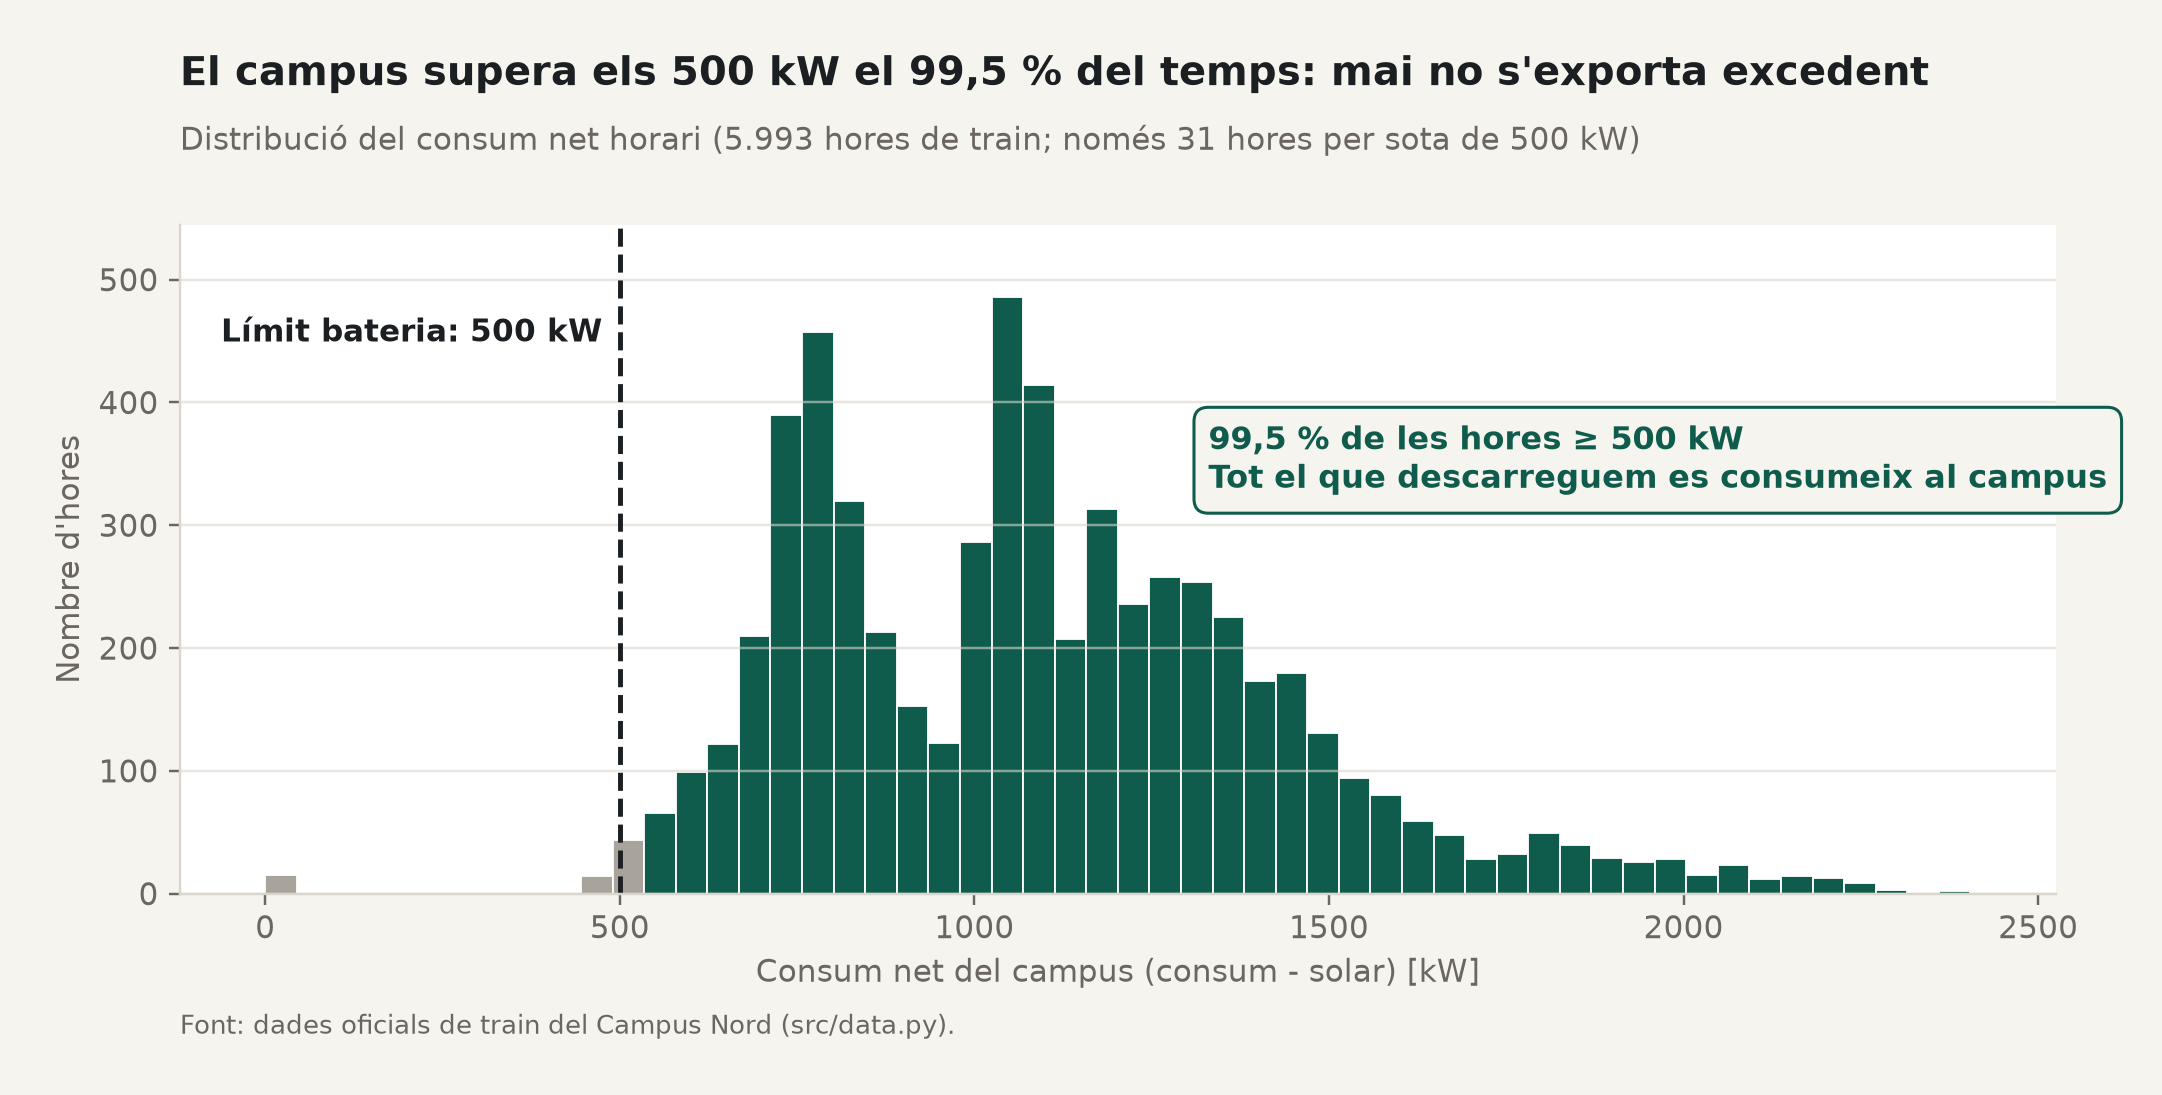 El campus supera els 500 kW el 99,5 % del temps: mai no s'exporta excedent
Distribució del consum net horari (5.993 hores de train; només 31 hores per sota de 500 kW)
Nombre d'hores
500
400
300
200
100
0
Límit bateria: 500 kW
99,5 % de les hores ≥ 500 kW
Tot el que descarreguem es consumeix al campus
0
500
1000
1500
2000
2500
Consum net del campus (consum - solar) [kW]
Font: dades oficials de train del Campus Nord (src/data.py).